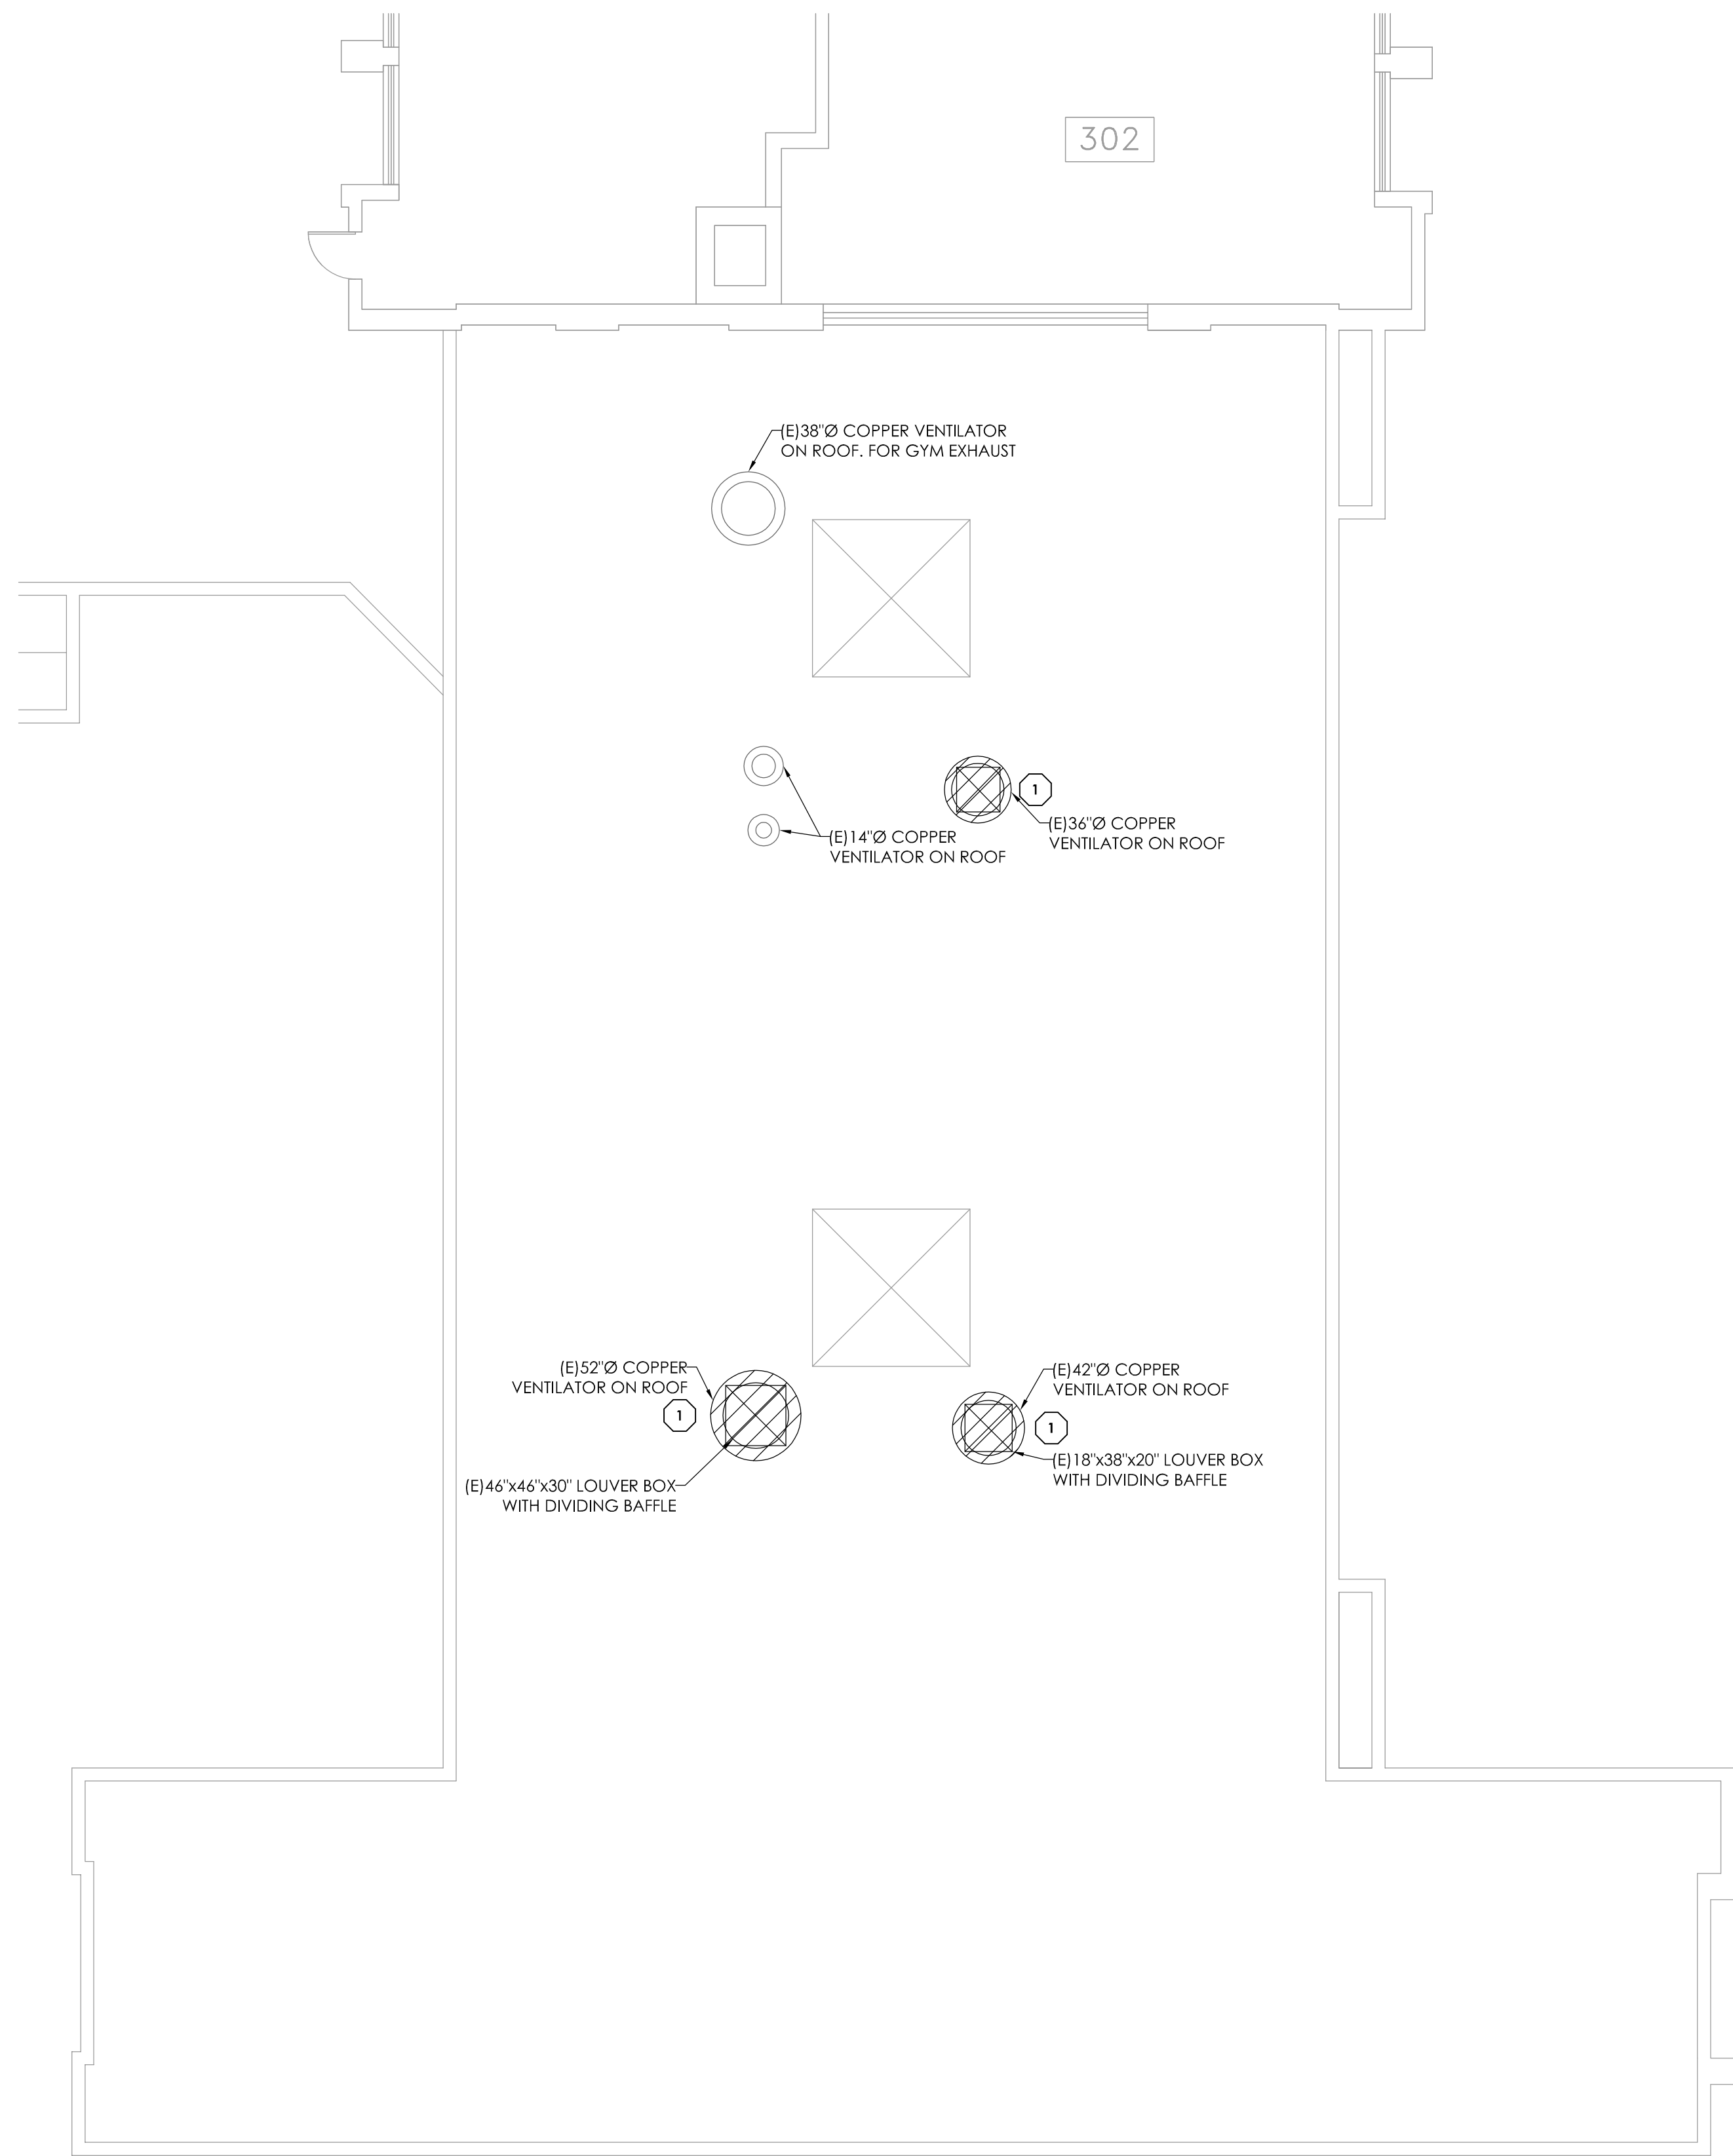 302
(E)38"Ø COPPER VENTILATOR
ON ROOF. FOR GYM EXHAUST
1
(E)36"Ø COPPER
VENTILATOR ON ROOF
(E)14"Ø COPPER
VENTILATOR ON ROOF
(E)52"Ø COPPER
VENTILATOR ON ROOF
1
(E)42"Ø COPPER
VENTILATOR ON ROOF
1
(E)18"x38"x20" LOUVER BOX
WITH DIVIDING BAFFLE
(E)46"x46"x30" LOUVER BOX
WITH DIVIDING BAFFLE